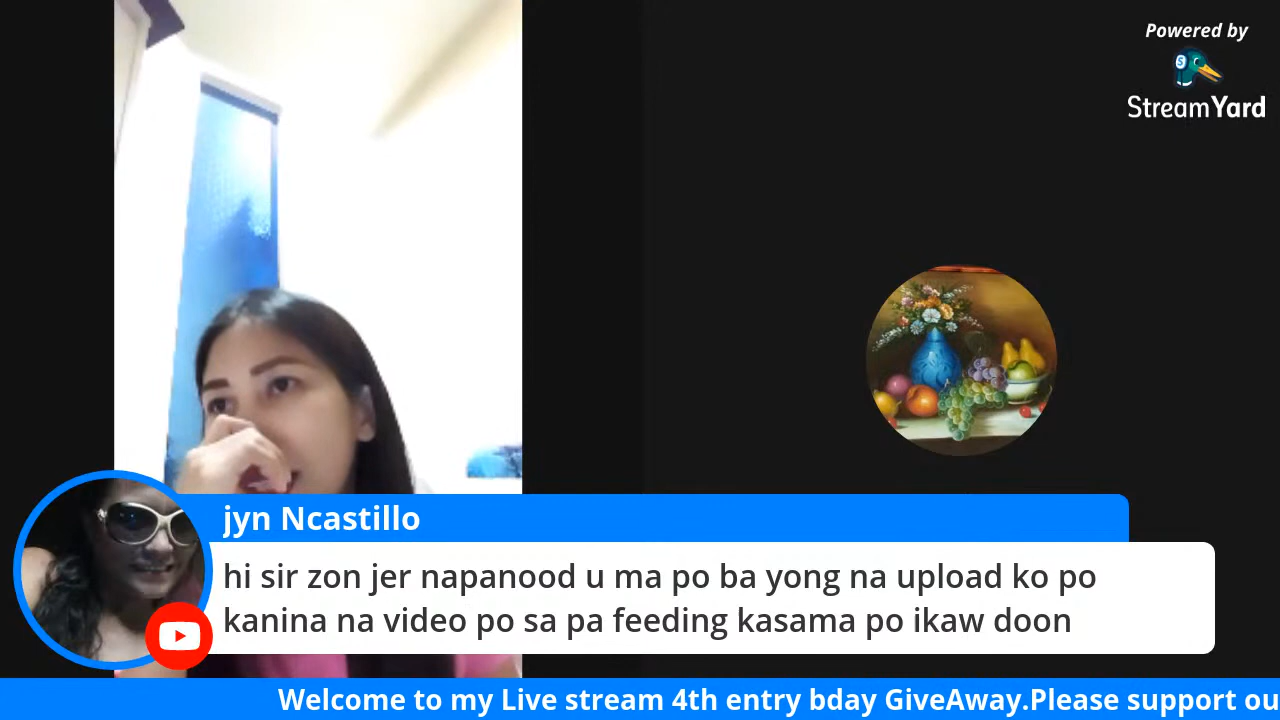 Powered by
StreamYard
jyn Ncastillo
hi sir zon jer napanood u ma po ba yong na upload ko po
kanina na video po sa pa feeding kasama po ikaw doon
Welcome to my Live stream 4th entry bday GiveAway.Please support ou